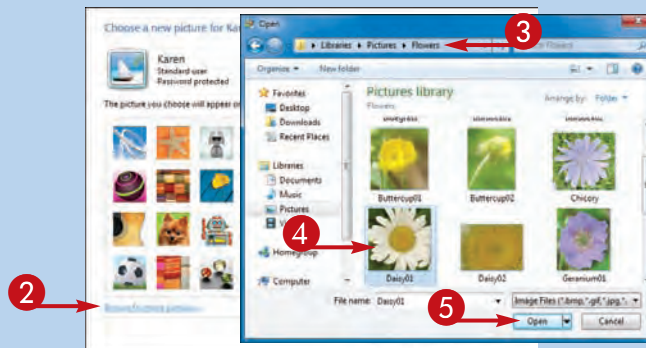 Choose a new picture for Kar
Karen
Standard user
Password protected
The picture you choose will appear on
2
Open
Libraries ▸ Pictures ▸ Flowers
3
Organize
New folder
Favorites
Desktop
Downloads
Recent Places
Libraries
Documents
Music
Pictures
Homegroup
Computer
Pictures library
Flowers
Arrange by: Folder
Buttercup01
Buttercup02
Chicory
4
Daisy01
Daisy02
Geranium01
File name: Daisy01
Image Files (*.bmp,*.gif,*.jpg,*.
5
Open
Cancel